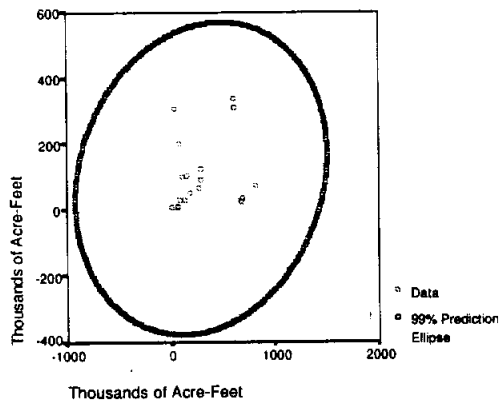 600
400
200
0
-200
-400
Thousands of Acre-Feet
-1000
0
1000
2000
Thousands of Acre-Feet
Data
99% Prediction
Ellipse